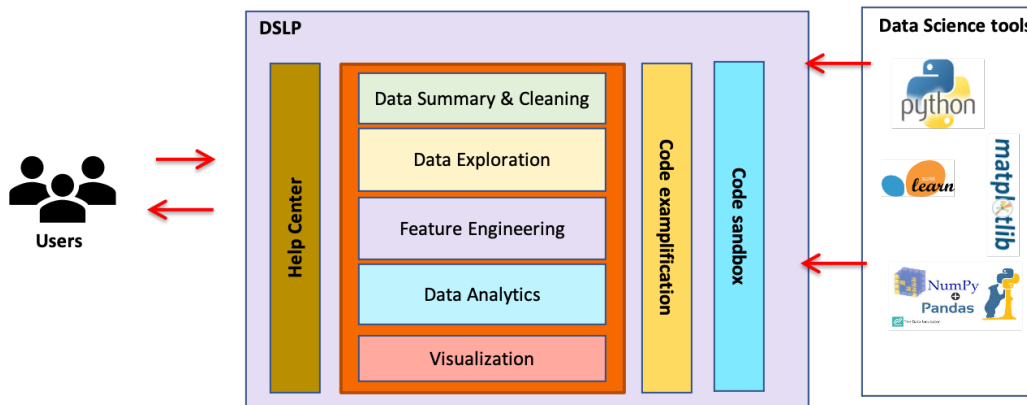 DSLP
Data Science tools
Users
Help Center
Data Summary & Cleaning
Data Exploration
Feature Engineering
Data Analytics
Visualization
Code examplification
Code sandbox
python
learn
matplotlib
NumPy
+
Pandas